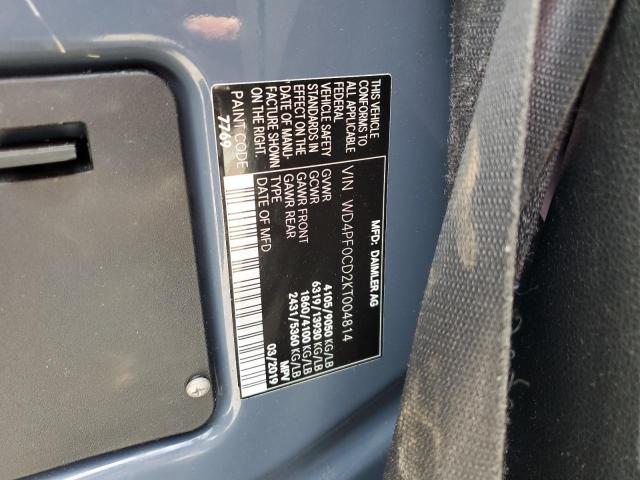 MFD: DAIMLER AG
VIN WD4PF0CD2KT004814
THIS VEHICLE
CONFORMS TO
ALL APPLICABLE
FEDERAL
VEHICLE SAFETY
STANDARDS IN
EFFECT ON THE
DATE OF MANU-
FACTURE SHOWN
ON THE RIGHT.
PAINT CODE
7769
GVWR 4105/9050 KG/LB
GCWR 6319/13930 KG/LB
GAWR FRONT 1860/4100 KG/LB
GAWR REAR 2431/5360 KG/LB
TYPE MPV
DATE OF MFD 03/2019